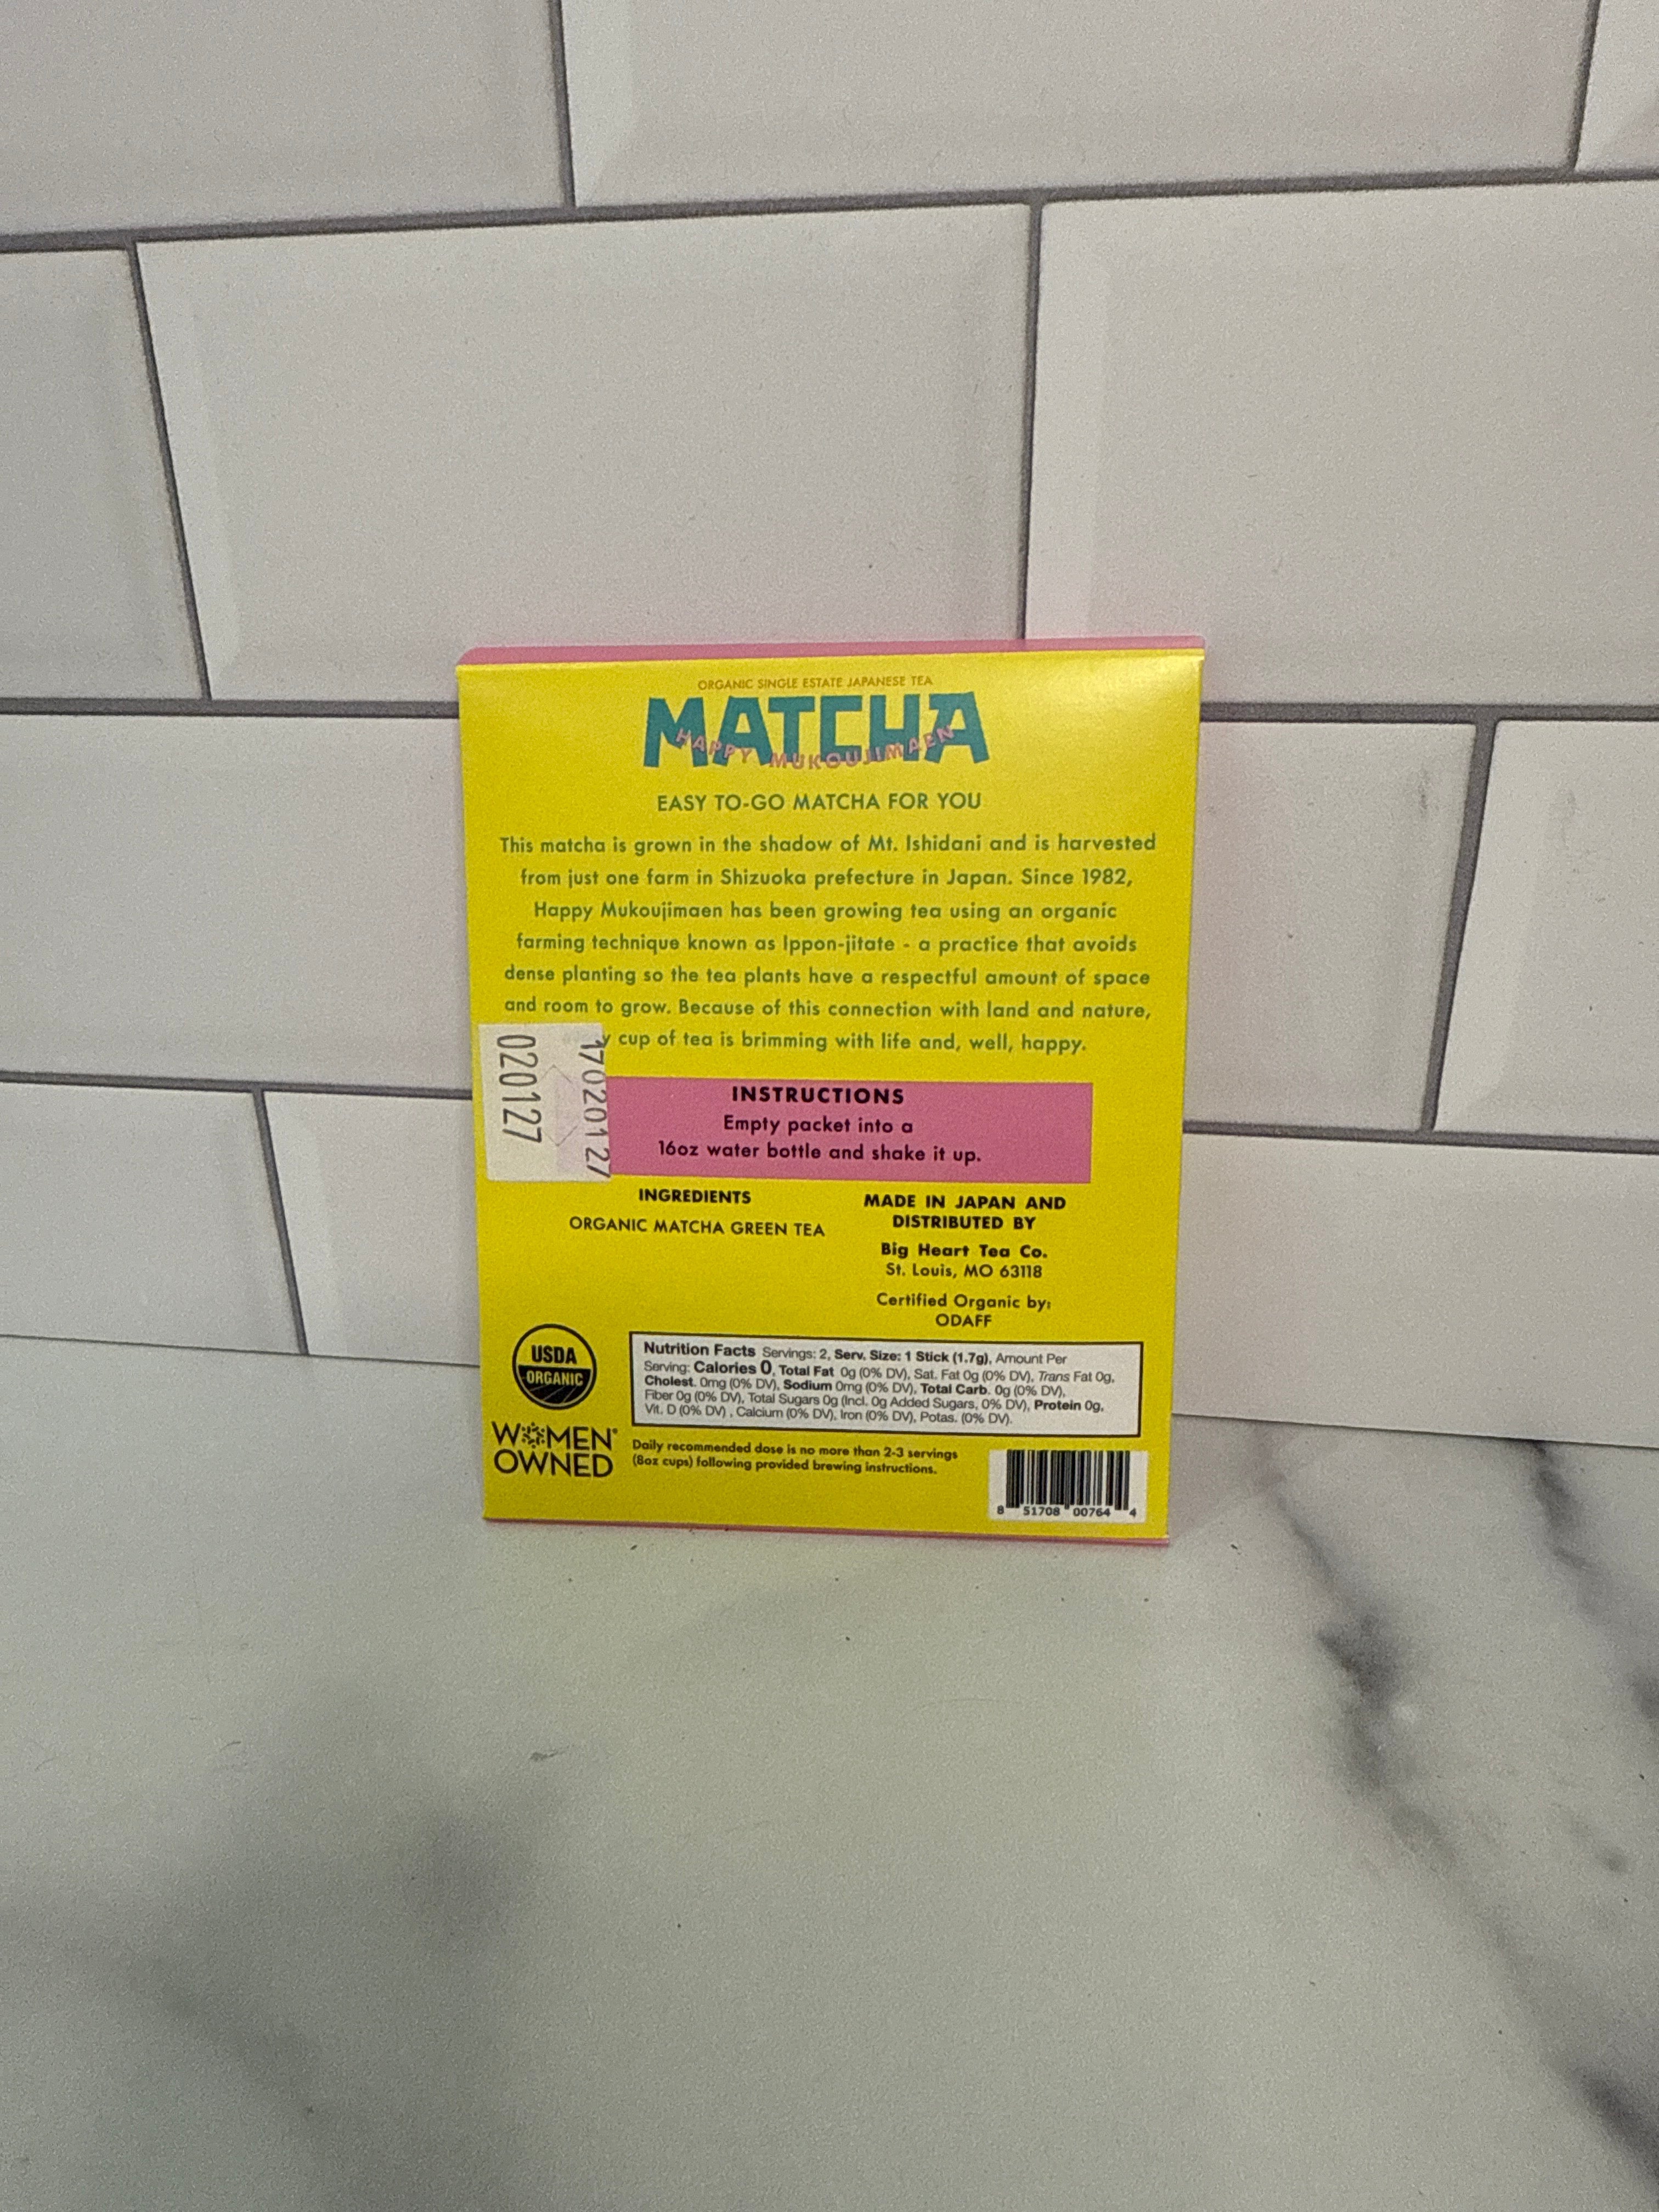 ORGANIC SINGLE ESTATE JAPANESE TEA
MATCHA
HAPPY MUKOUJIMAEN
EASY TO-GO MATCHA FOR YOU
This matcha is grown in the shadow of Mt. Ishidani and is harvested
from just one farm in Shizuoka prefecture in Japan. Since 1982,
Happy Mukoujimaen has been growing tea using an organic
farming technique known as Ippon-jitate - a practice that avoids
dense planting so the tea plants have a respectful amount of space
and room to grow. Because of this connection with land and nature,
y cup of tea is brimming with life and, well, happy.
020127
17020127
INSTRUCTIONS
Empty packet into a
16oz water bottle and shake it up.
INGREDIENTS
ORGANIC MATCHA GREEN TEA
MADE IN JAPAN AND
DISTRIBUTED BY
Big Heart Tea Co.
St. Louis, MO 63118
Certified Organic by:
ODAFF
USDA
ORGANIC
WOMEN
OWNED
Nutrition Facts Servings: 2, Serv. Size: 1 Stick (1.7g), Amount Per
Serving: Calories 0, Total Fat 0g (0% DV), Sat. Fat 0g (0% DV), Trans Fat 0g,
Cholest. 0mg (0% DV), Sodium 0mg (0% DV), Total Carb. 0g (0% DV),
Fiber 0g (0% DV), Total Sugars 0g (Incl. 0g Added Sugars, 0% DV), Protein 0g,
Vit. D (0% DV) , Calcium (0% DV), Iron (0% DV), Potas. (0% DV).
Daily recommended dose is no more than 2-3 servings
(8oz cups) following provided brewing instructions.
8 51708 00764 4